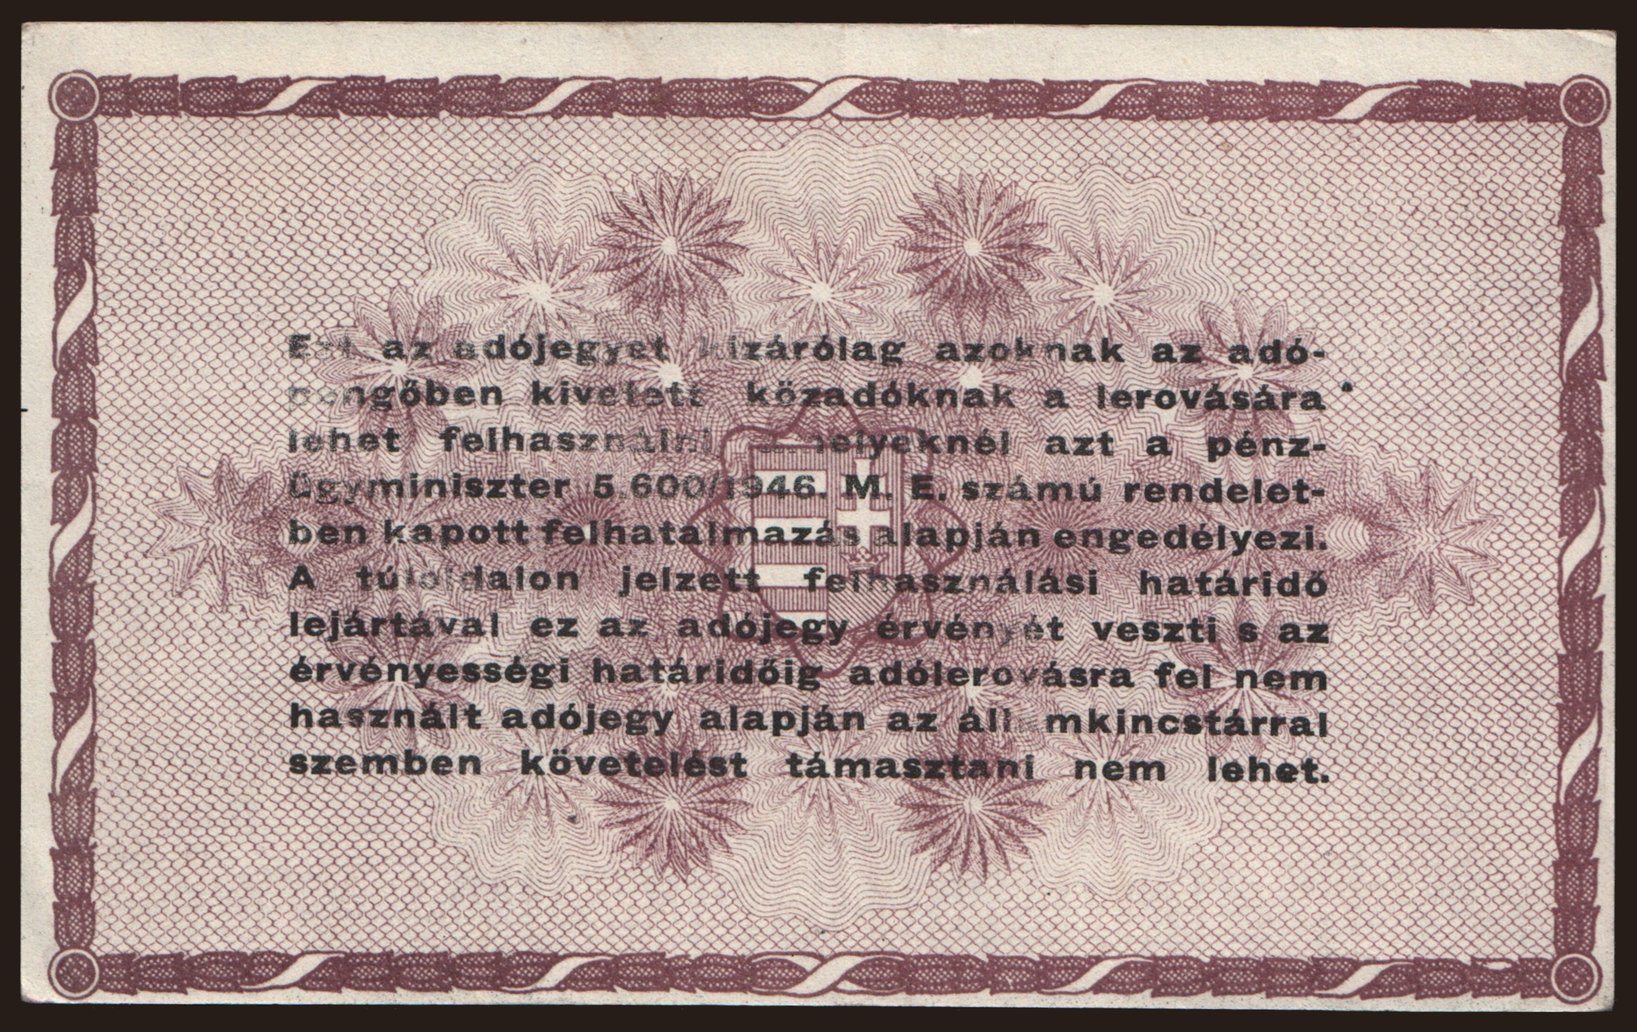 Ezt az adójegyet kizárólag azoknak az adó-
pengőben kivetett közadóknak a lerovására
lehet felhasználni amelyeknél azt a pénz-
ügyminiszter 5.600/1946. M. E. számú rendelet-
ben kapott felhatalmazás alapján engedélyezi.
A túloldalon jelzett felhasználási határidő
lejártával ez az adójegy érvényét veszti s az
érvényességi határidőig adólerovásra fel nem
használt adójegy alapján az államkincstárral
szemben követelést támasztani nem lehet.